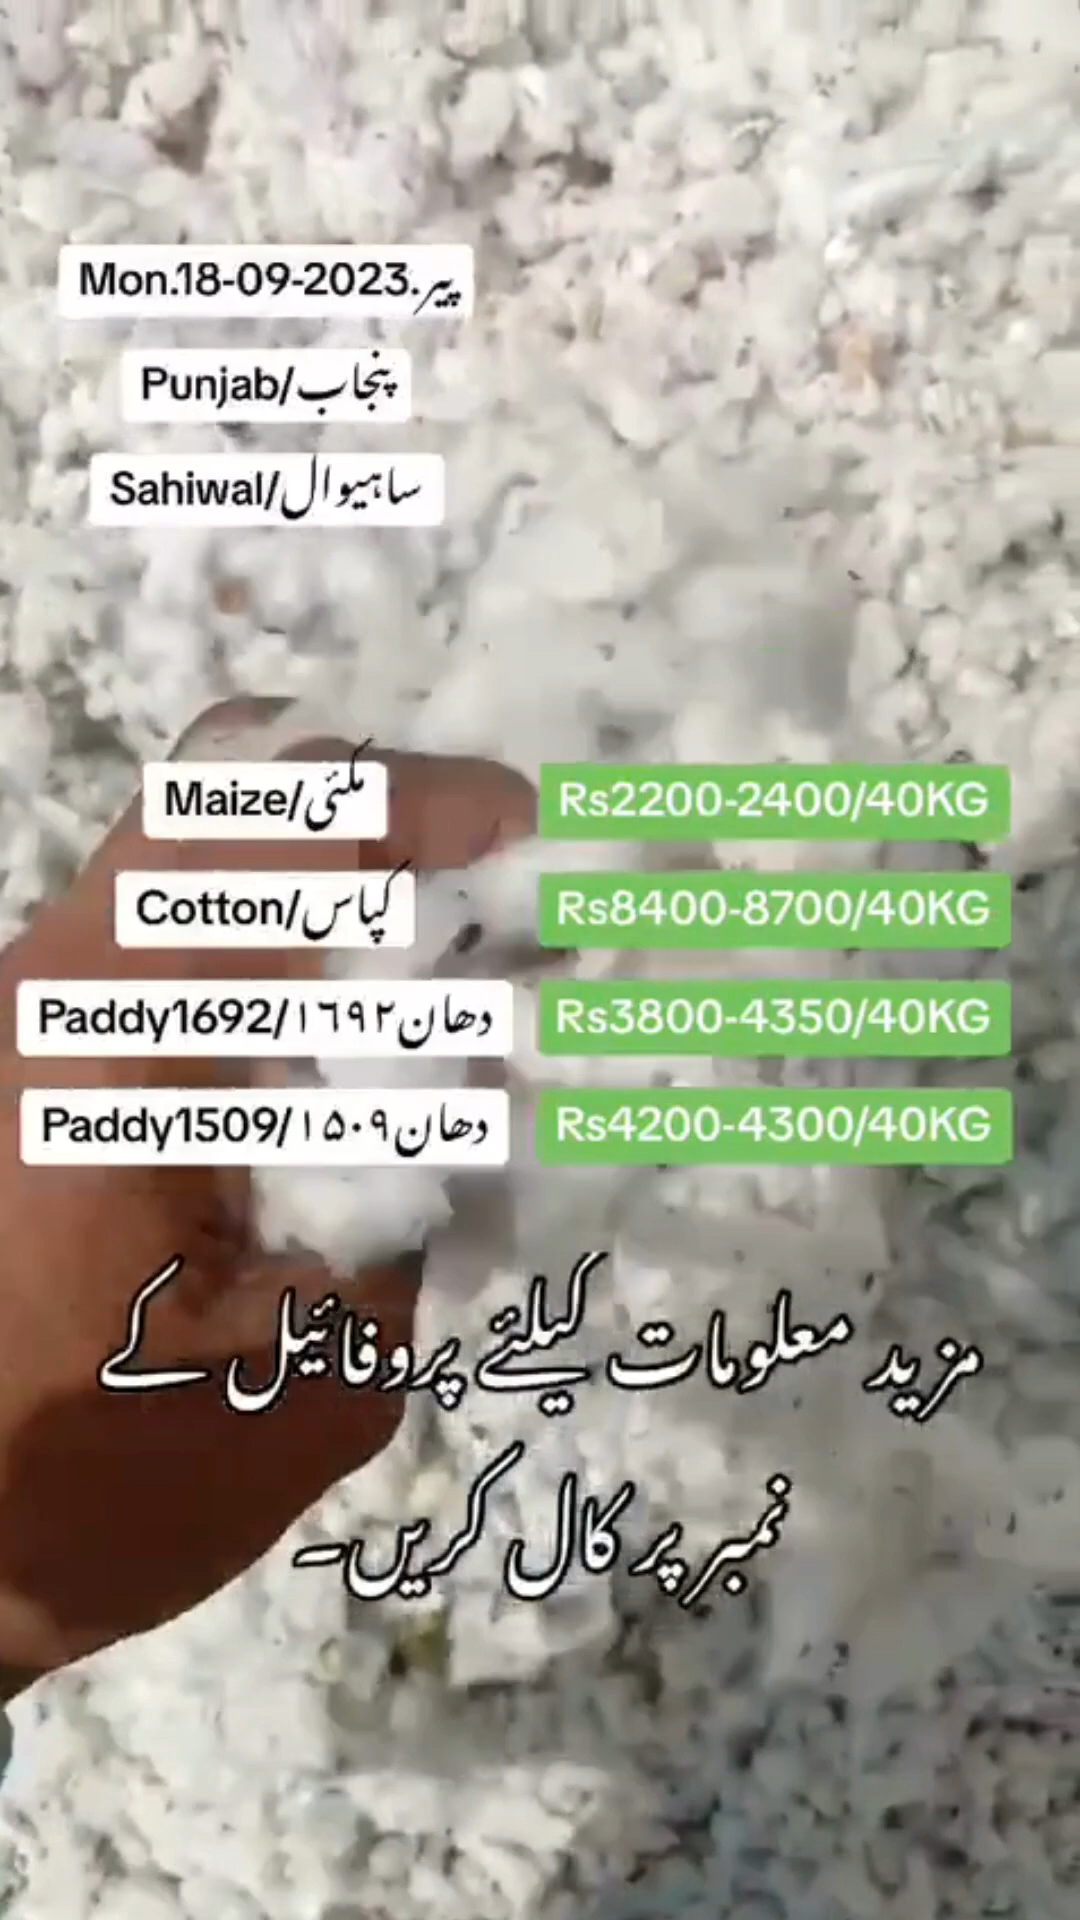 Mon.18-09-2023.پیر
Punjab/پنجاب
Sahiwal/ساہیوال
Maize/مکئی Rs2200-2400/40KG
Cotton/کپاس Rs8400-8700/40KG
Paddy1692/دھان۱٦۹۲ Rs3800-4350/40KG
Paddy1509/دھان۱۵۰۹ Rs4200-4300/40KG
مزید معلومات کیلئے پروفائیل کے
نمبر پر کال کریں۔